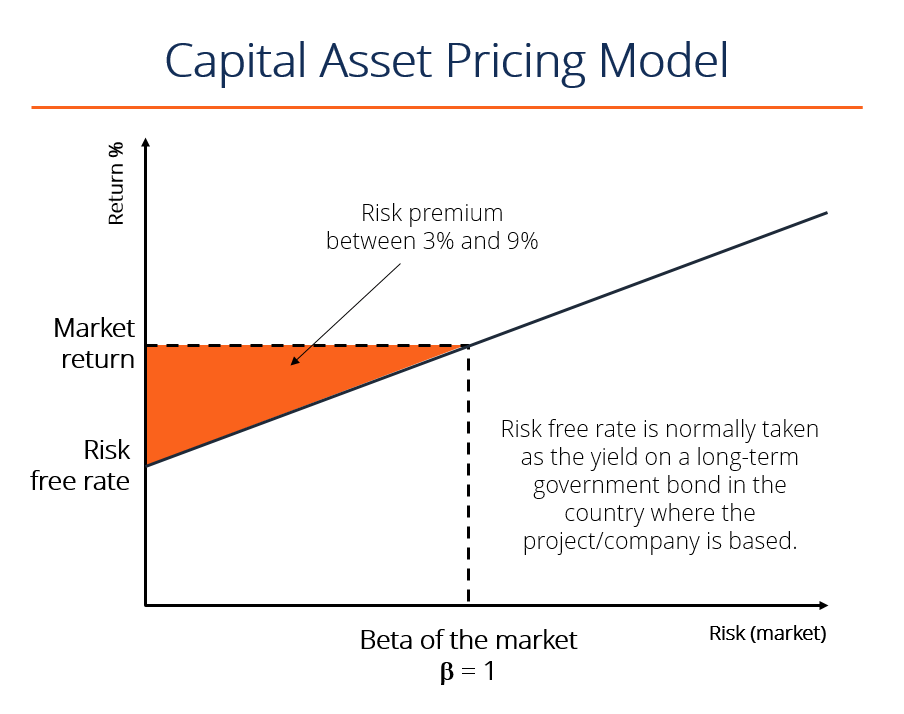 Capital Asset Pricing Model
Return %
Risk premium
between 3% and 9%
Market
return
Risk
free rate
Risk free rate is normally taken
as the yield on a long-term
government bond in the
country where the
project/company is based.
Risk (market)
Beta of the market
β = 1